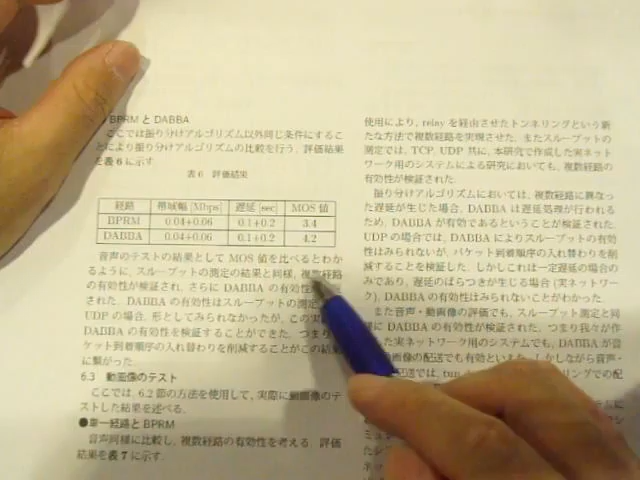 BPRM と DABBA
ここでは振り分けアルゴリズム以外同じ条件にするこ
とにより振り分けアルゴリズムの比較を行う. 評価結果
を表 6 に示す
表 6 評価結果
経路 帯域幅 [Mbps] 遅延 [sec] MOS 値
BPRM 0.04+0.06 0.1+0.2 3.4
DABBA 0.04+0.06 0.1+0.2 4.2
音声のテストの結果として MOS 値を比べるとわか
るように, スループットの測定の結果と同様, 複数経路
の有効性が検証され, さらに DABBA の有効性
された. DABBA の有効性はスループットの測定
UDP の場合, 形としてみられなかったが, この
DABBA の有効性を検証することができた. つまり
ケット到着順序の入れ替わりを削減することがこの結果
に繋がった.
6.3 動画像のテスト
ここでは, 6.2 節の方法を使用して, 実際に動画像のテ
ストした結果を述べる.
●単一経路と BPRM
音声同様に比較し, 複数経路の有効性を考える. 評価
結果を表 7 に示す.
使用により, relay を経由させたトンネリングという新
たな方法で複数経路を実現させた. またスループットの
測定では, TCP, UDP 共に, 本研究で作成した実ネット
ワーク用のシステムによる研究においても, 複数経路の
有効性が検証された.
振り分けアルゴリズムにおいては, 複数経路に異なっ
た遅延が生じた場合, DABBA は遅延処理が行われる
ため, DABBA が有効であるということが検証された.
UDP の場合では, DABBA によりスループットの有効
性はみられないが, パケット到着順序の入れ替わりを削
減することを検証した. しかしこれは一定遅延の場合の
みであり, 遅延のばらつきが生じる場合 (実ネットワー
ク), DABBA の有効性はみられないことがわかった.
また音声・動画像の評価でも, スループット測定と同
様に DABBA の有効性が検証された. つまり我々が作
した実ネットワーク用のシステムでも, DABBA が音
動画像の配送でも有効といえた. しかしながら音声・
配送では, tun